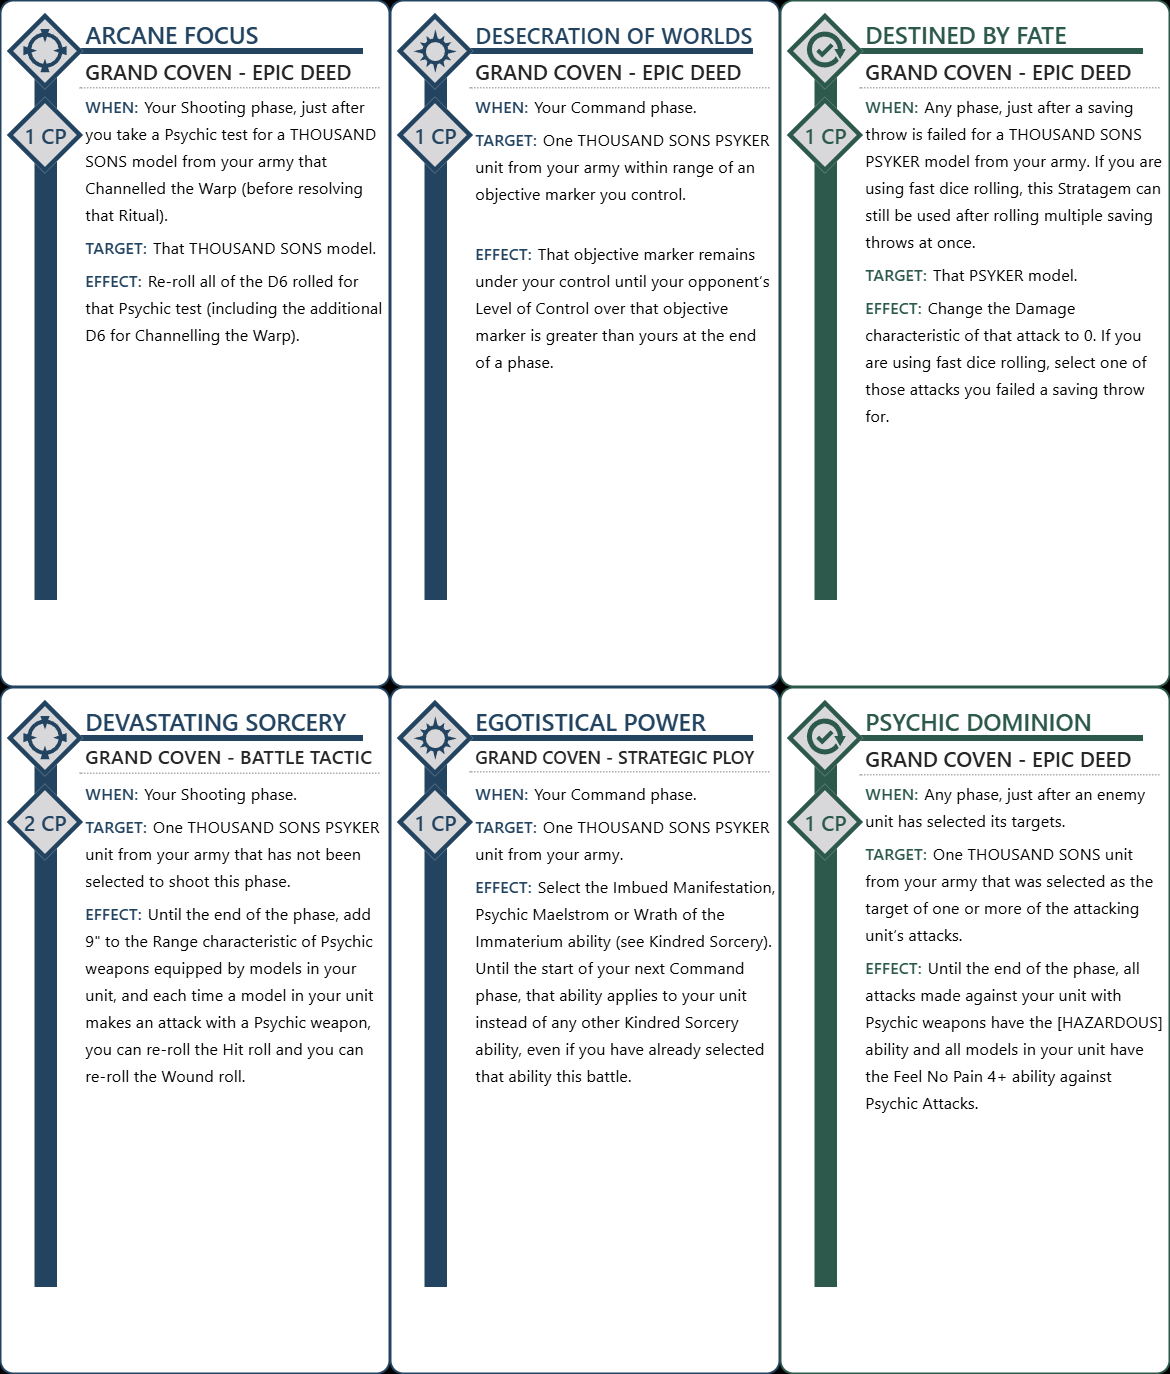 ARCANE FOCUS
GRAND COVEN - EPIC DEED
1 CP
WHEN: Your Shooting phase, just after
you take a Psychic test for a THOUSAND
SONS model from your army that
Channelled the Warp (before resolving
that Ritual).
TARGET: That THOUSAND SONS model.
EFFECT: Re-roll all of the D6 rolled for
that Psychic test (including the additional
D6 for Channelling the Warp).
DESECRATION OF WORLDS
GRAND COVEN - EPIC DEED
1 CP
WHEN: Your Command phase.
TARGET: One THOUSAND SONS PSYKER
unit from your army within range of an
objective marker you control.
EFFECT: That objective marker remains
under your control until your opponent’s
Level of Control over that objective
marker is greater than yours at the end
of a phase.
DESTINED BY FATE
GRAND COVEN - EPIC DEED
1 CP
WHEN: Any phase, just after a saving
throw is failed for a THOUSAND SONS
PSYKER model from your army. If you are
using fast dice rolling, this Stratagem can
still be used after rolling multiple saving
throws at once.
TARGET: That PSYKER model.
EFFECT: Change the Damage
characteristic of that attack to 0. If you
are using fast dice rolling, select one of
those attacks you failed a saving throw
for.
DEVASTATING SORCERY
GRAND COVEN - BATTLE TACTIC
2 CP
WHEN: Your Shooting phase.
TARGET: One THOUSAND SONS PSYKER
unit from your army that has not been
selected to shoot this phase.
EFFECT: Until the end of the phase, add
9" to the Range characteristic of Psychic
weapons equipped by models in your
unit, and each time a model in your unit
makes an attack with a Psychic weapon,
you can re-roll the Hit roll and you can
re-roll the Wound roll.
EGOTISTICAL POWER
GRAND COVEN - STRATEGIC PLOY
1 CP
WHEN: Your Command phase.
TARGET: One THOUSAND SONS PSYKER
unit from your army.
EFFECT: Select the Imbued Manifestation,
Psychic Maelstrom or Wrath of the
Immaterium ability (see Kindred Sorcery).
Until the start of your next Command
phase, that ability applies to your unit
instead of any other Kindred Sorcery
ability, even if you have already selected
that ability this battle.
PSYCHIC DOMINION
GRAND COVEN - EPIC DEED
1 CP
WHEN: Any phase, just after an enemy
unit has selected its targets.
TARGET: One THOUSAND SONS unit
from your army that was selected as the
target of one or more of the attacking
unit’s attacks.
EFFECT: Until the end of the phase, all
attacks made against your unit with
Psychic weapons have the [HAZARDOUS]
ability and all models in your unit have
the Feel No Pain 4+ ability against
Psychic Attacks.